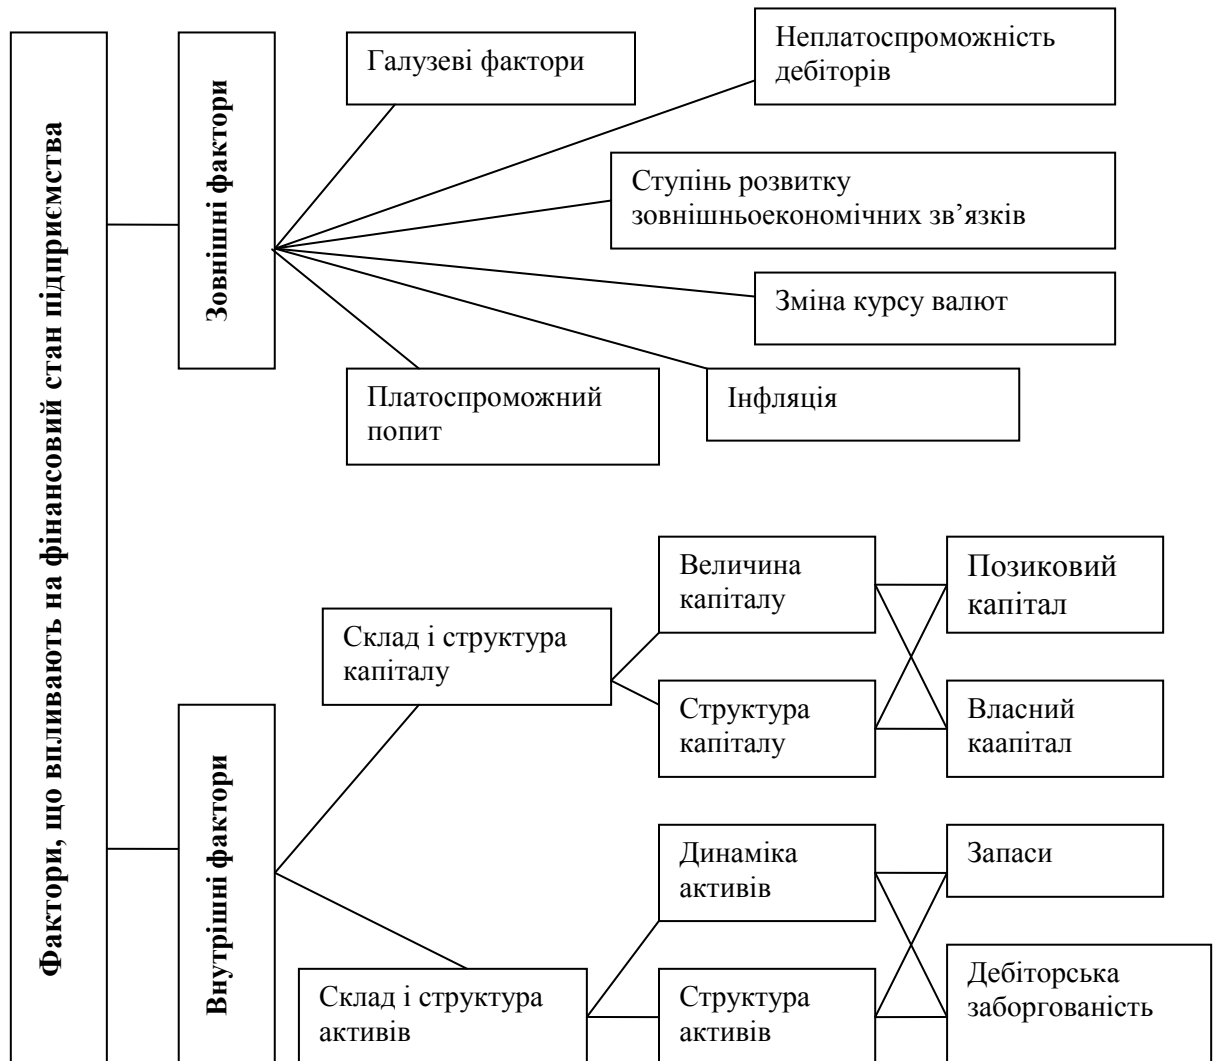 Фактори, що впливають на фінансовий стан підприємства
Зовнішні фактори
Галузеві фактори
Неплатоспроможність
дебіторів
Ступінь розвитку
зовнішньоекономічних зв’язків
Зміна курсу валют
Платоспроможний
попит
Інфляція
Внутрішні фактори
Склад і структура
капіталу
Величина
капіталу
Позиковий
капітал
Структура
капіталу
Власний
каапітал
Склад і структура
активів
Динаміка
активів
Запаси
Структура
активів
Дебіторська
заборгованість